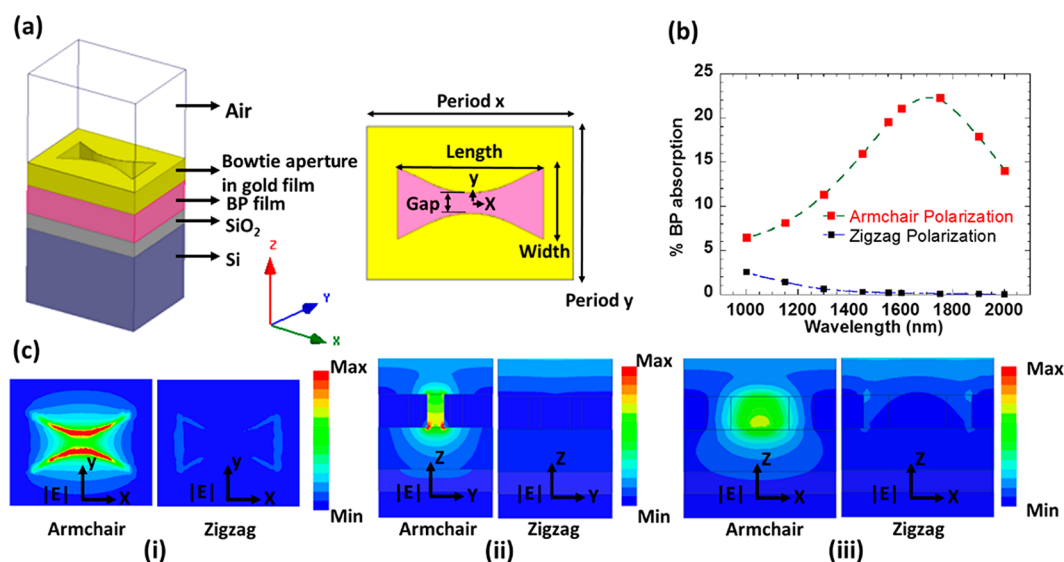 (a)
Air
Bowtie aperture
in gold film
BP film
SiO2
Si
Z
Y
X
Period x
Length
y
Gap
X
Width
Period y
(b)
% BP absorption
25
20
15
10
5
0
Armchair Polarization
Zigzag Polarization
1000 1200 1400 1600 1800 2000
Wavelength (nm)
(c)
y
|E|
X
Armchair
y
|E|
X
Zigzag
Max
Min
(i)
Z
|E|
Y
Armchair
Z
|E|
Y
Zigzag
Max
Min
(ii)
Z
|E|
X
Armchair
Z
|E|
X
Zigzag
Max
Min
(iii)